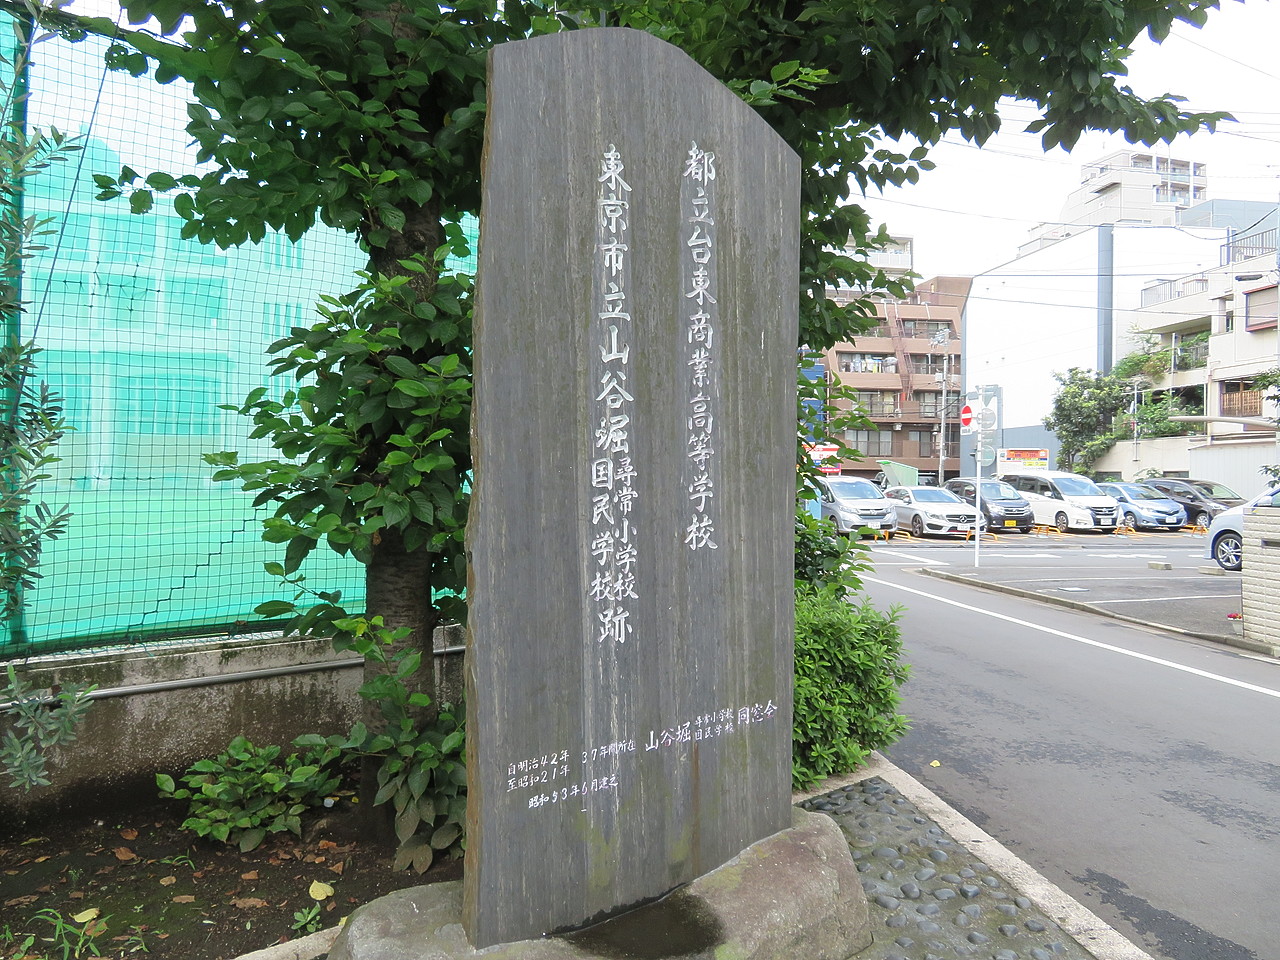 都立台東商業高等学校
東京市立山谷堀尋常小学校国民学校跡
山谷堀尋常小学校国民学校同窓会
自明治42年
至昭和21年
37年間所在
昭和53年6月建之